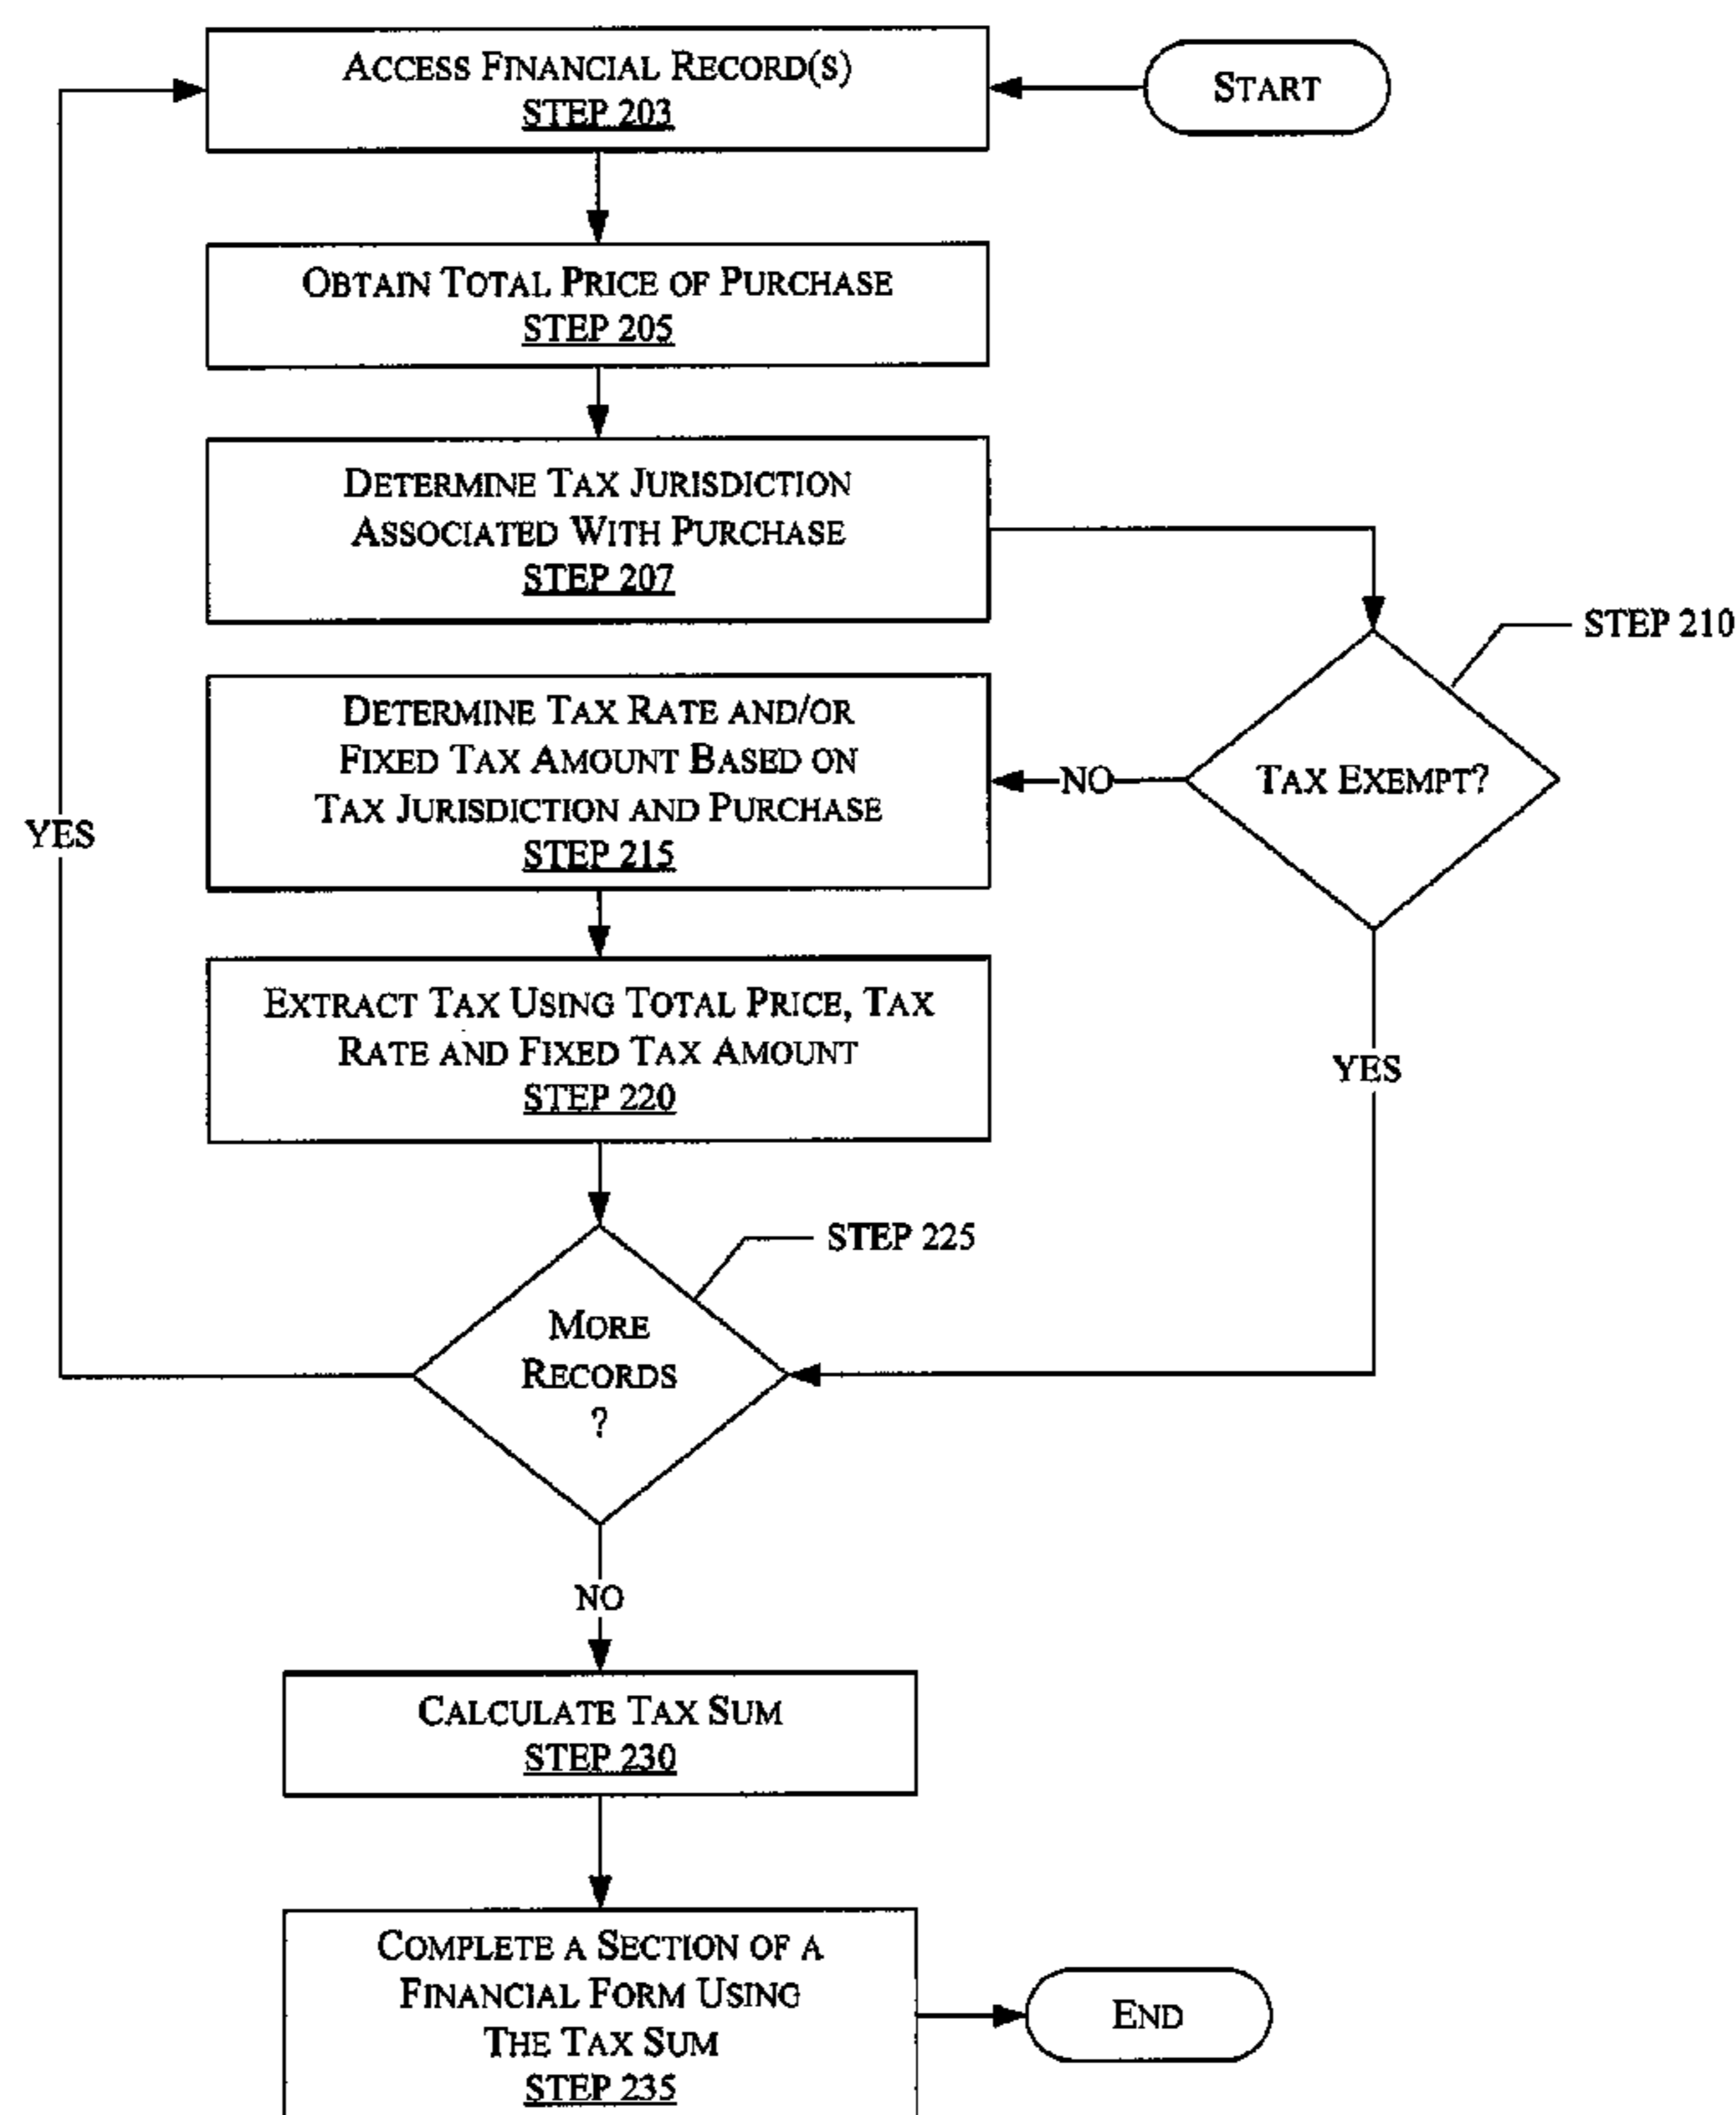 ACCESS FINANCIAL RECORD(S)
STEP 203
START
OBTAIN TOTAL PRICE OF PURCHASE
STEP 205
DETERMINE TAX JURISDICTION
ASSOCIATED WITH PURCHASE
STEP 207
STEP 210
TAX EXEMPT?
NO
DETERMINE TAX RATE AND/OR
FIXED TAX AMOUNT BASED ON
TAX JURISDICTION AND PURCHASE
STEP 215
YES
EXTRACT TAX USING TOTAL PRICE, TAX
RATE AND FIXED TAX AMOUNT
STEP 220
YES
STEP 225
MORE
RECORDS
?
NO
CALCULATE TAX SUM
STEP 230
COMPLETE A SECTION OF A
FINANCIAL FORM USING
THE TAX SUM
STEP 235
END